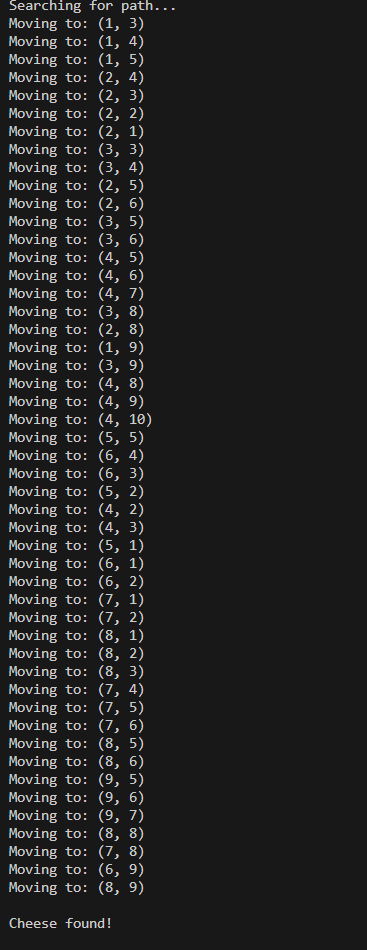 Searching for path...
Moving to: (1, 3)
Moving to: (1, 4)
Moving to: (1, 5)
Moving to: (2, 4)
Moving to: (2, 3)
Moving to: (2, 2)
Moving to: (2, 1)
Moving to: (3, 3)
Moving to: (3, 4)
Moving to: (2, 5)
Moving to: (2, 6)
Moving to: (3, 5)
Moving to: (3, 6)
Moving to: (4, 5)
Moving to: (4, 6)
Moving to: (4, 7)
Moving to: (3, 8)
Moving to: (2, 8)
Moving to: (1, 9)
Moving to: (3, 9)
Moving to: (4, 8)
Moving to: (4, 9)
Moving to: (4, 10)
Moving to: (5, 5)
Moving to: (6, 4)
Moving to: (6, 3)
Moving to: (5, 2)
Moving to: (4, 2)
Moving to: (4, 3)
Moving to: (5, 1)
Moving to: (6, 1)
Moving to: (6, 2)
Moving to: (7, 1)
Moving to: (7, 2)
Moving to: (8, 1)
Moving to: (8, 2)
Moving to: (8, 3)
Moving to: (7, 4)
Moving to: (7, 5)
Moving to: (7, 6)
Moving to: (8, 5)
Moving to: (8, 6)
Moving to: (9, 5)
Moving to: (9, 6)
Moving to: (9, 7)
Moving to: (8, 8)
Moving to: (7, 8)
Moving to: (6, 9)
Moving to: (8, 9)
Cheese found!